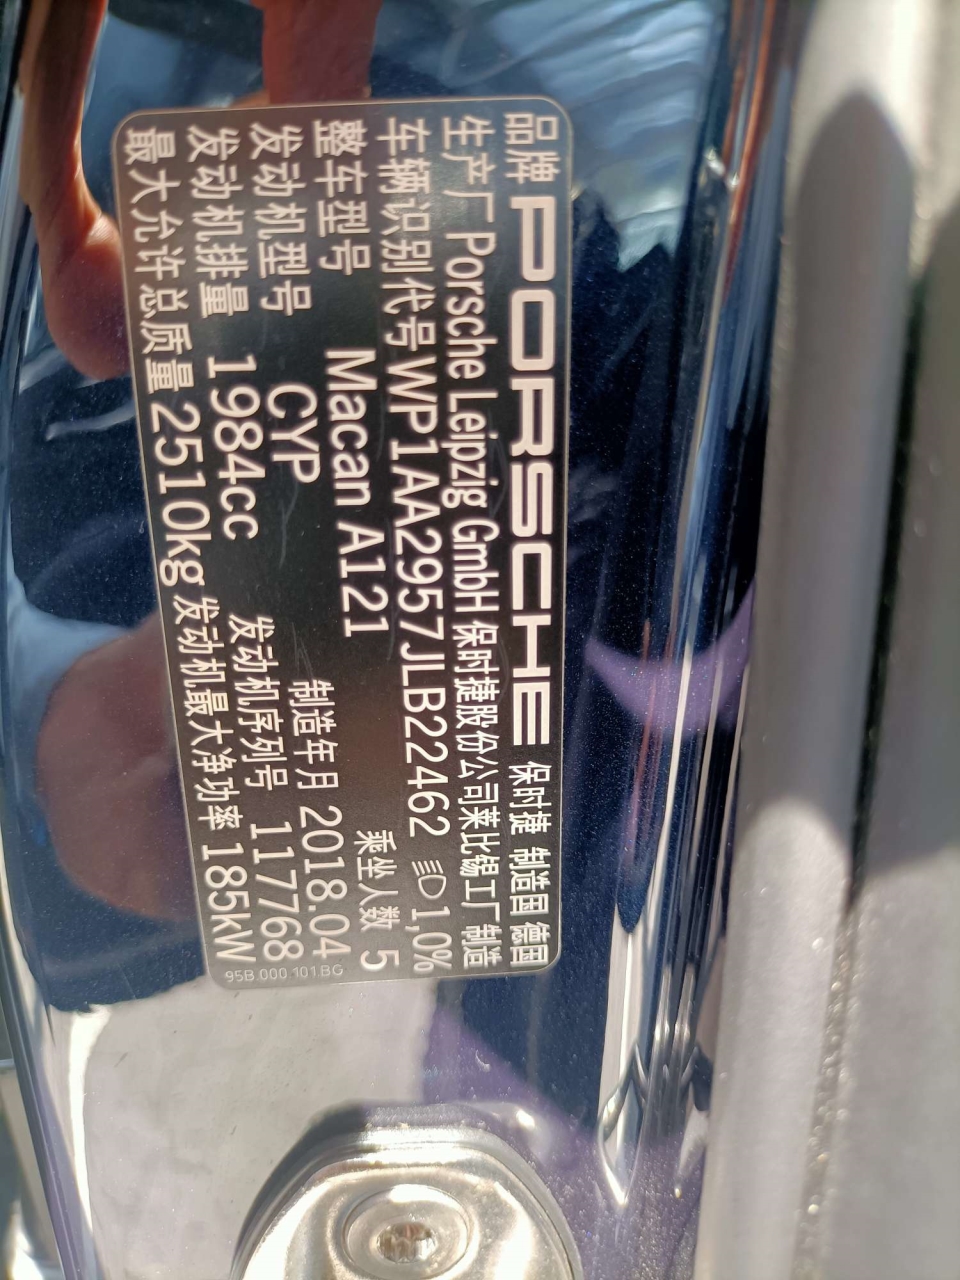 品牌 PORSCHE 保时捷 制造国 德国
生产厂 Porsche Leipzig GmbH 保时捷股份公司莱比锡工厂制造
车辆识别代号 WP1AA2957JLB22462 1,0%
整车型号 Macan A121 乘坐人数 5
发动机型号 CYP 制造年月 2018.04
发动机排量 1984cc 发动机序列号 117768
最大允许总质量 2510kg 发动机最大净功率 185kW
95B 000 101.BG